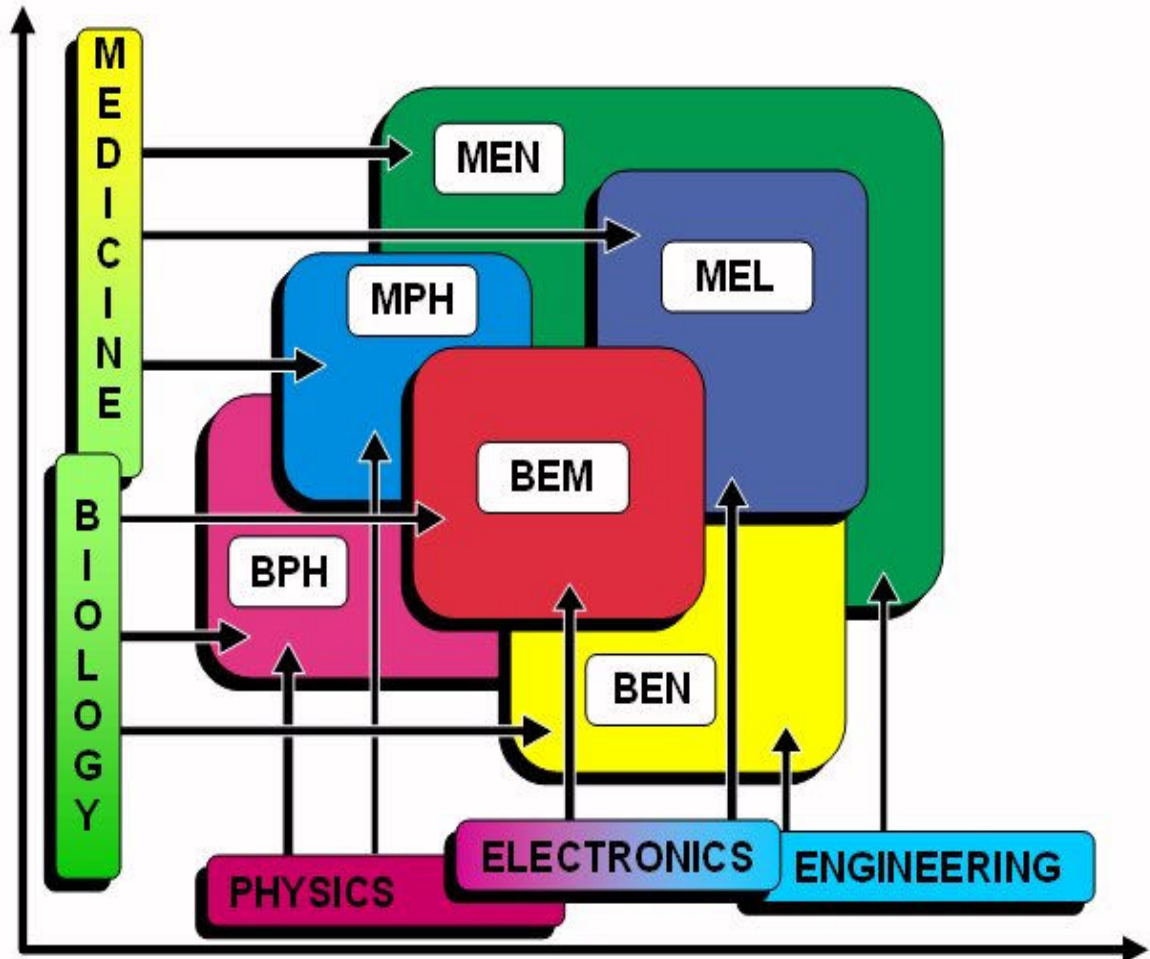 MEDICINE
MEN
MEL
MPH
BEM
BIOLOGY
BPH
BEN
ELECTRONICS
ENGINEERING
PHYSICS